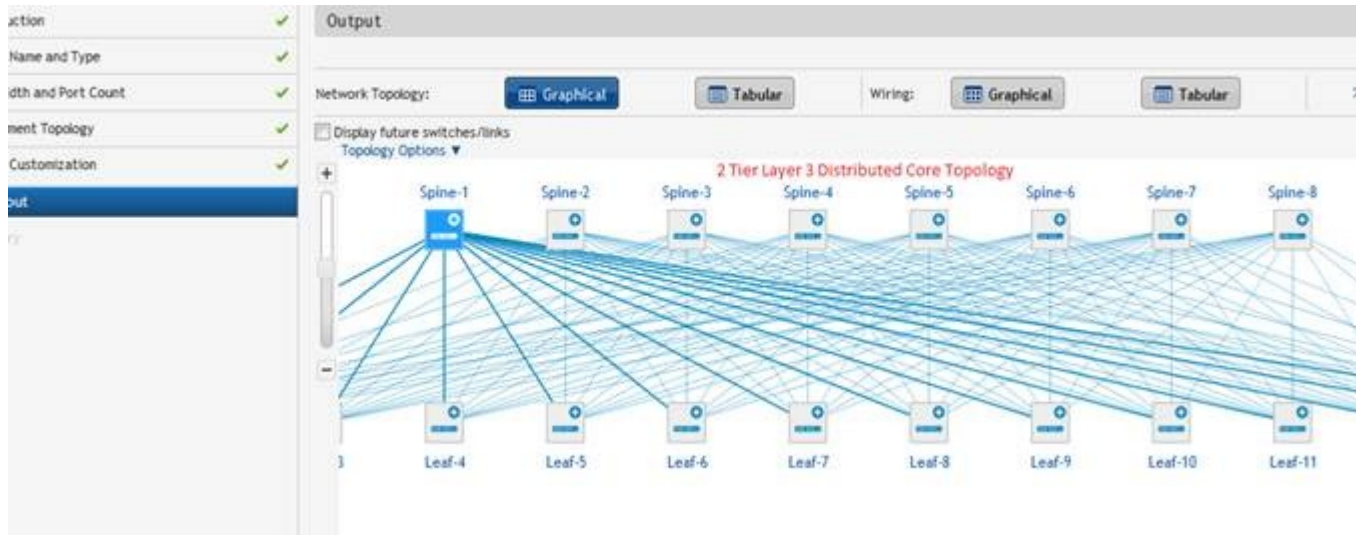 uction
Output
Name and Type
dth and Port Count
Network Topology: Graphical Tabular Wiring: Graphical Tabular
ment Topology
Display future switches/links
Topology Options ▼
Customization
2 Tier Layer 3 Distributed Core Topology
+
Spine-1 Spine-2 Spine-3 Spine-4 Spine-5 Spine-6 Spine-7 Spine-8
put
−
3 Leaf-4 Leaf-5 Leaf-6 Leaf-7 Leaf-8 Leaf-9 Leaf-10 Leaf-11